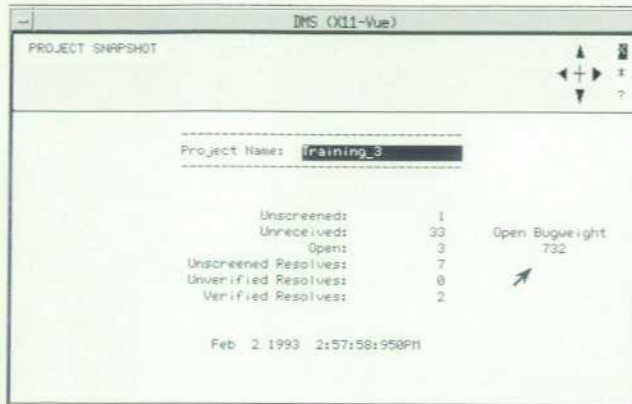 DMS (X11-Vue)
PROJECT SNAPSHOT
X
*
?
Project Name: Training_3
Unscreened: 1
Unreceived: 33
Open: 3
Unscreened Resolves: 7
Unverified Resolves: 0
Verified Resolves: 2
Open Bugweight
732
Feb 2 1993 2:57:58:950PM